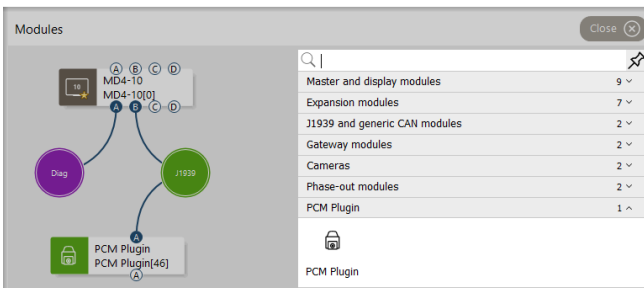 Modules
Close
A B C D
10
MD4-10
MD4-10[0]
A B C D
Diag
J1939
A
PCM Plugin
PCM Plugin[46]
A
Master and display modules 9
Expansion modules 7
J1939 and generic CAN modules 2
Gateway modules 2
Cameras 2
Phase-out modules 2
PCM Plugin 1
PCM Plugin